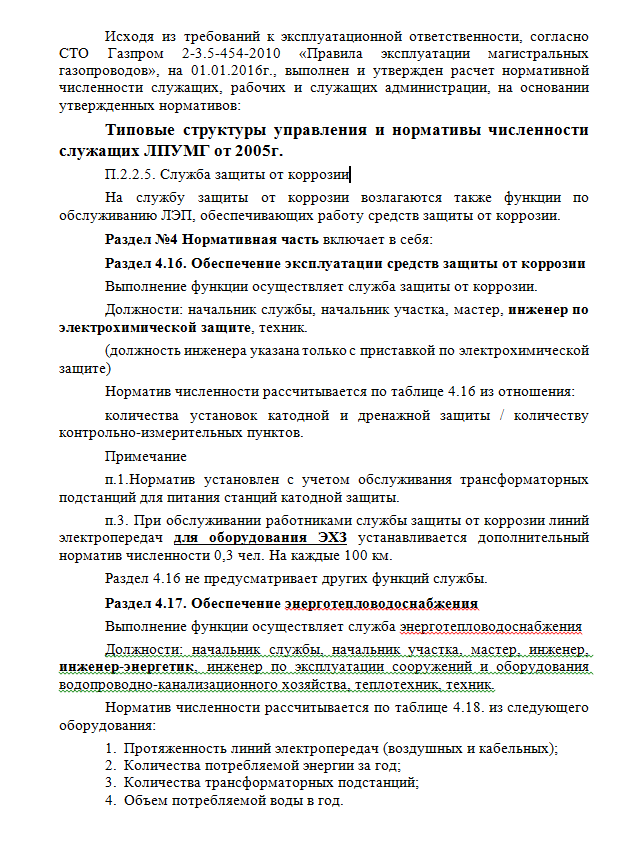 Исходя из требований к эксплуатационной ответственности, согласно
СТО Газпром 2-3.5-454-2010 «Правила эксплуатации магистральных
газопроводов», на 01.01.2016г., выполнен и утвержден расчет нормативной
численности служащих, рабочих и служащих администрации, на основании
утвержденных нормативов:
Типовые структуры управления и нормативы численности
служащих ЛПУМГ от 2005г.
П.2.2.5. Служба защиты от коррозии
На службу защиты от коррозии возлагаются также функции по
обслуживанию ЛЭП, обеспечивающих работу средств защиты от коррозии.
Раздел №4 Нормативная часть включает в себя:
Раздел 4.16. Обеспечение эксплуатации средств защиты от коррозии
Выполнение функции осуществляет служба защиты от коррозии.
Должности: начальник службы, начальник участка, мастер, инженер по
электрохимической защите, техник.
(должность инженера указана только с приставкой по электрохимической
защите)
Норматив численности рассчитывается по таблице 4.16 из отношения:
количества установок катодной и дренажной защиты / количеству
контрольно-измерительных пунктов.
Примечание
п.1.Норматив установлен с учетом обслуживания трансформаторных
подстанций для питания станций катодной защиты.
п.3. При обслуживании работниками службы защиты от коррозии линий
электропередач для оборудования ЭХЗ устанавливается дополнительный
норматив численности 0,3 чел. На каждые 100 км.
Раздел 4.16 не предусматривает других функций службы.
Раздел 4.17. Обеспечение энерготепловодоснабжения
Выполнение функции осуществляет служба энерготепловодоснабжения
Должности: начальник службы, начальник участка, мастер, инженер,
инженер-энергетик, инженер по эксплуатации сооружений и оборудования
водопроводно-канализационного хозяйства, теплотехник, техник.
Норматив численности рассчитывается по таблице 4.18. из следующего
оборудования:
1. Протяженность линий электропередач (воздушных и кабельных);
2. Количества потребляемой энергии за год;
3. Количества трансформаторных подстанций;
4. Объем потребляемой воды в год.